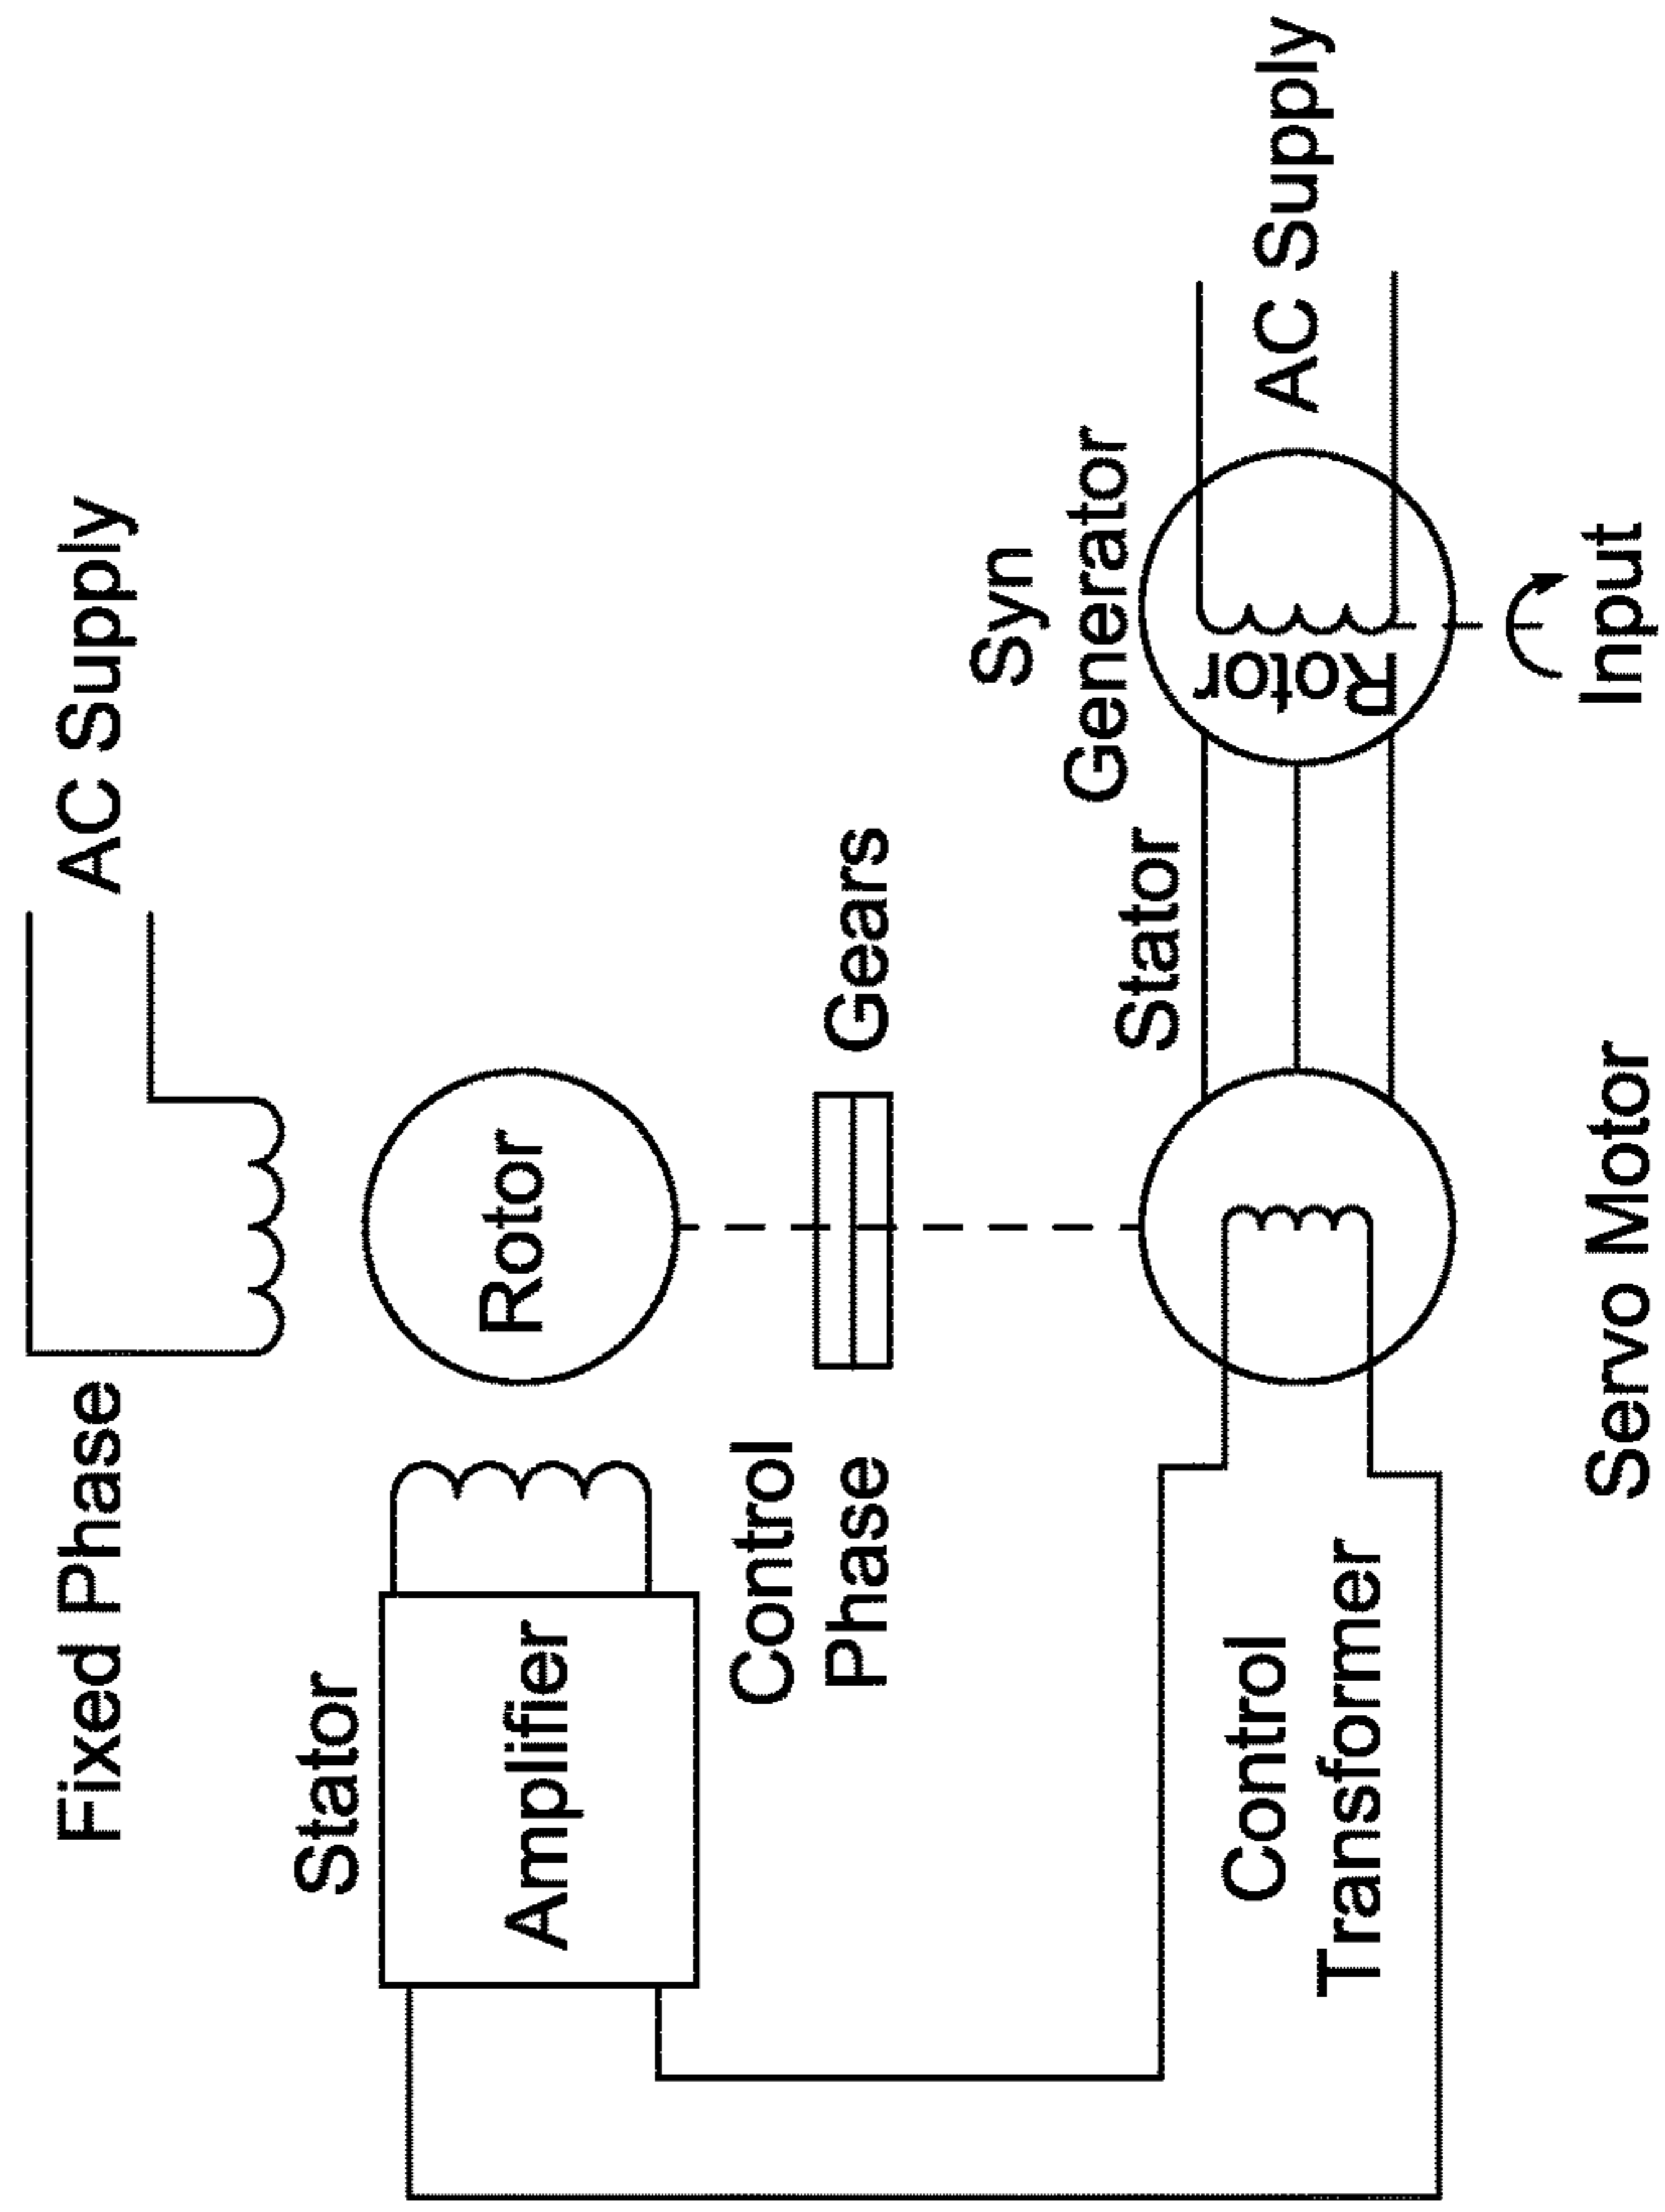 Fixed Phase
AC Supply
Stator
Amplifier
Rotor
Control
Phase
Gears
Syn
Generator
Stator
Control
Transformer
Rotor
AC Supply
Servo Motor
Input